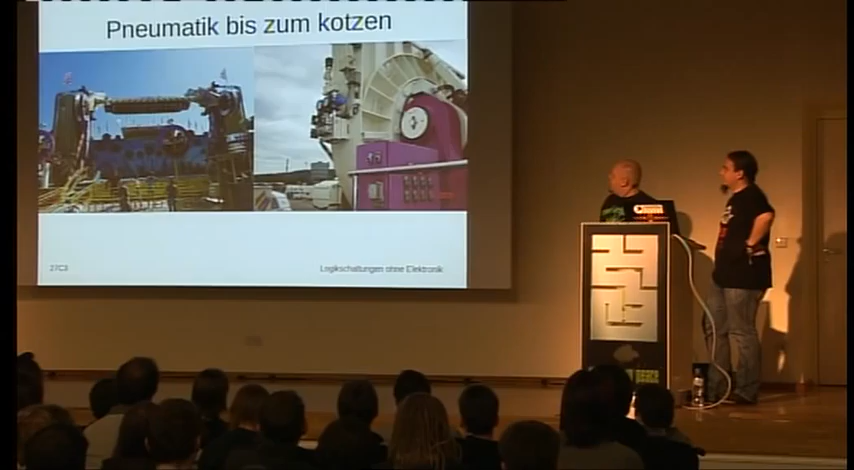 Pneumatik bis zum kotzen
27C3
Logikschaltungen ohne Elektronik